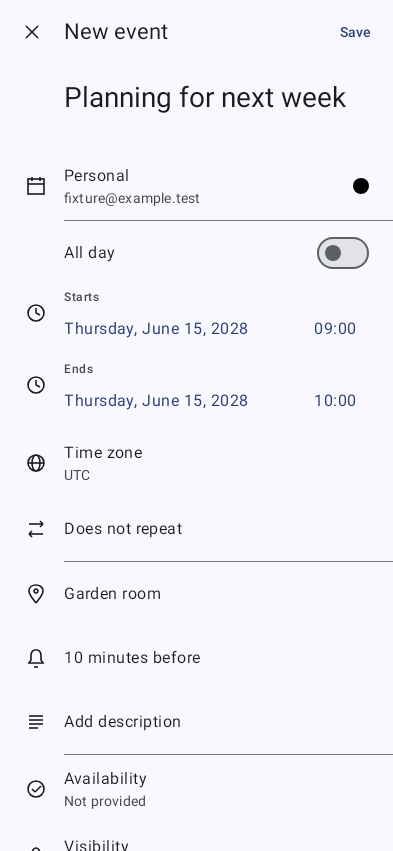 New event
Save
Planning for next week
Personal
fixture@example.test
All day
Starts
Thursday, June 15, 2028 09:00
Ends
Thursday, June 15, 2028 10:00
Time zone
UTC
Does not repeat
Garden room
10 minutes before
Add description
Availability
Not provided
Visibility